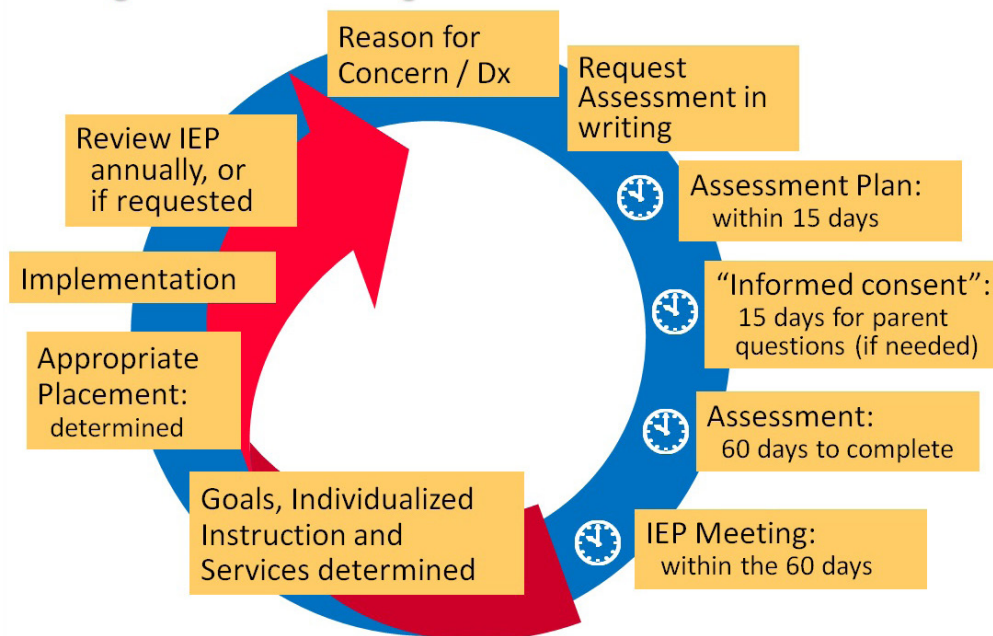 Reason for
Concern / Dx
Request
Assessment in
writing
Assessment Plan:
within 15 days
“Informed consent”:
15 days for parent
questions (if needed)
Assessment:
60 days to complete
IEP Meeting:
within the 60 days
Goals, Individualized
Instruction and
Services determined
Appropriate
Placement:
determined
Implementation
Review IEP
annually, or
if requested